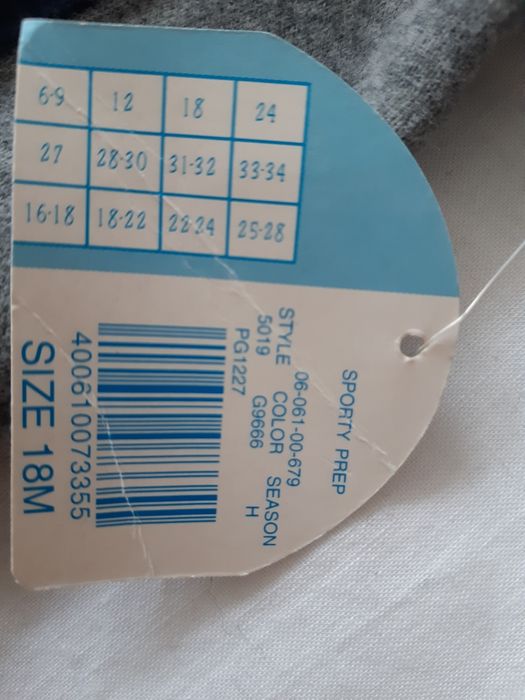 6-9 12 18 24
27 28-30 31-32 33-34
16-18 18-22 22-24 25-28
SPORTY PREP
STYLE COLOR SEASON
06-061-00-679 H
5019 G9666
PG1227
400610073355
SIZE 18M